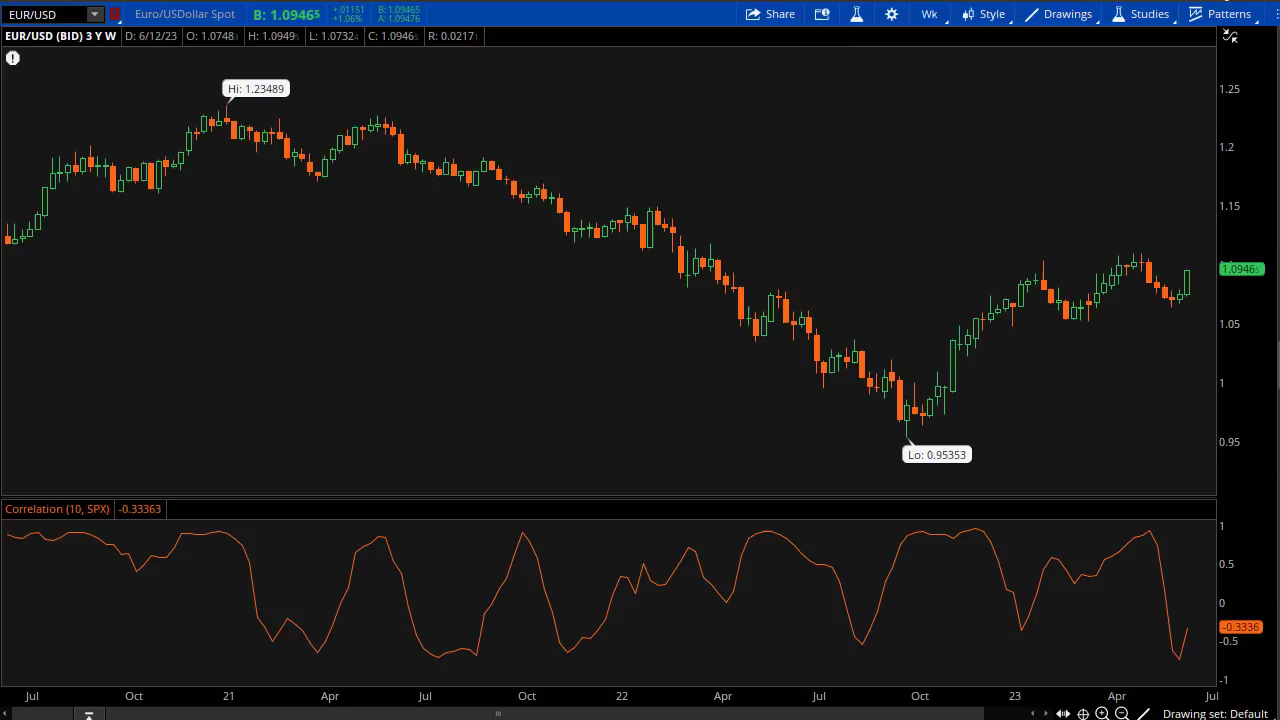 EUR/USD Euro/USDollar Spot B: 1.09465 .01151 +1.06% B: 1.09465 A: 1.09476 Share Wk Style Drawings Studies Patterns
EUR/USD (BID) 3 Y W D: 6/12/23 O: 1.0748 H: 1.0949 L: 1.0732 C: 1.0946 R: 0.0217
Hi: 1.23489
1.25
1.2
1.15
1.09465
1.05
1
0.95
Lo: 0.95353
Correlation (10, SPX) -0.33363
1
0.5
0
-0.3336
-0.5
-1
Jul Oct 21 Apr Jul Oct 22 Apr Jul Oct 23 Apr Jul
Drawing set: Default